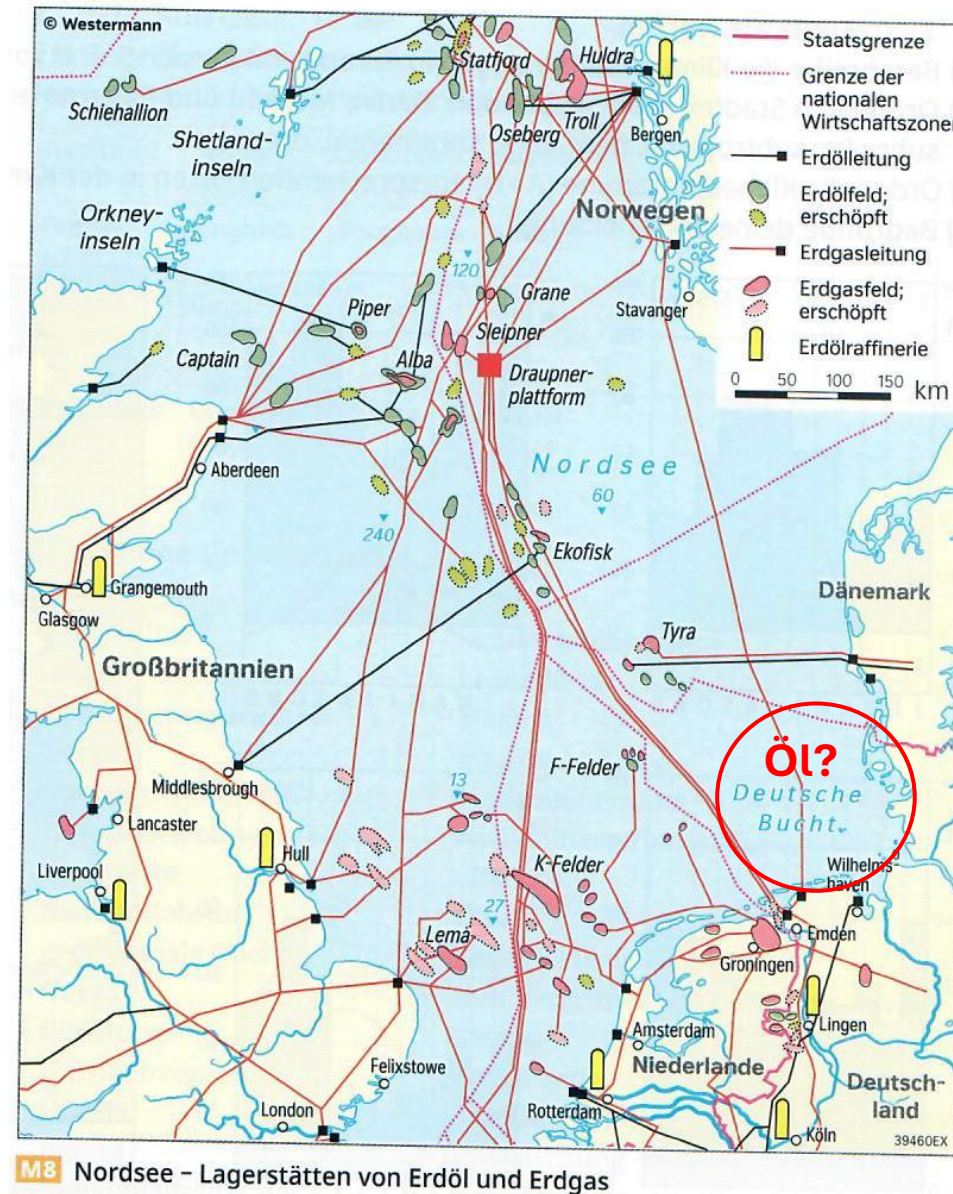 © Westermann
Statfjord
Huldra
Schiehallion
Troll
Oseberg
Bergen
Shetland-
inseln
Norwegen
Orkney-
inseln
120
Grane
Stavanger
Piper
Sleipner
Captain
Alba
Draupner-
plattform
Aberdeen
Nordsee
60
240
Ekofisk
Grangemouth
Glasgow
Dänemark
Tyra
Großbritannien
Öl?
F-Felder
Deutsche
Bucht
Middlesbrough
13
Lancaster
Hull
K-Felder
Liverpool
Wilhelms-
haven
27
Lema
Emden
Groningen
Amsterdam
Lingen
Felixstowe
Niederlande
Deutsch-
land
London
Rotterdam
Köln
39460EX
Staatsgrenze
Grenze der
nationalen
Wirtschaftszonen
Erdölleitung
Erdölfeld;
erschöpft
Erdgasleitung
Erdgasfeld;
erschöpft
Erdölraffinerie
0 50 100 150
km
M8 Nordsee – Lagerstätten von Erdöl und Erdgas